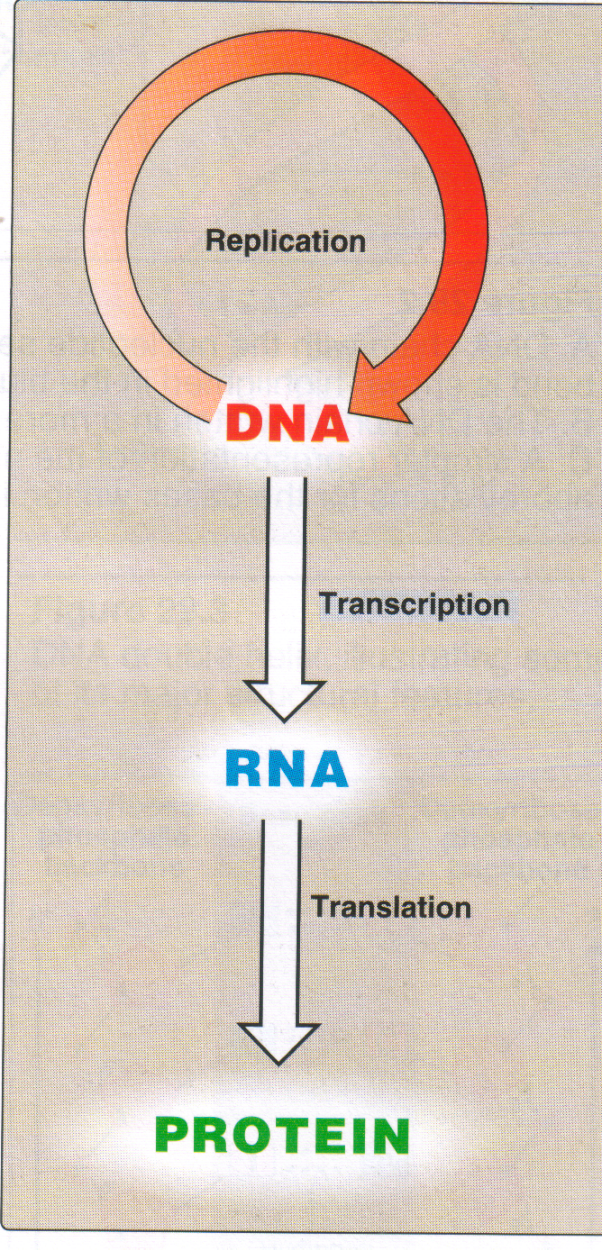 Replication
DNA
Transcription
RNA
Translation
PROTEIN